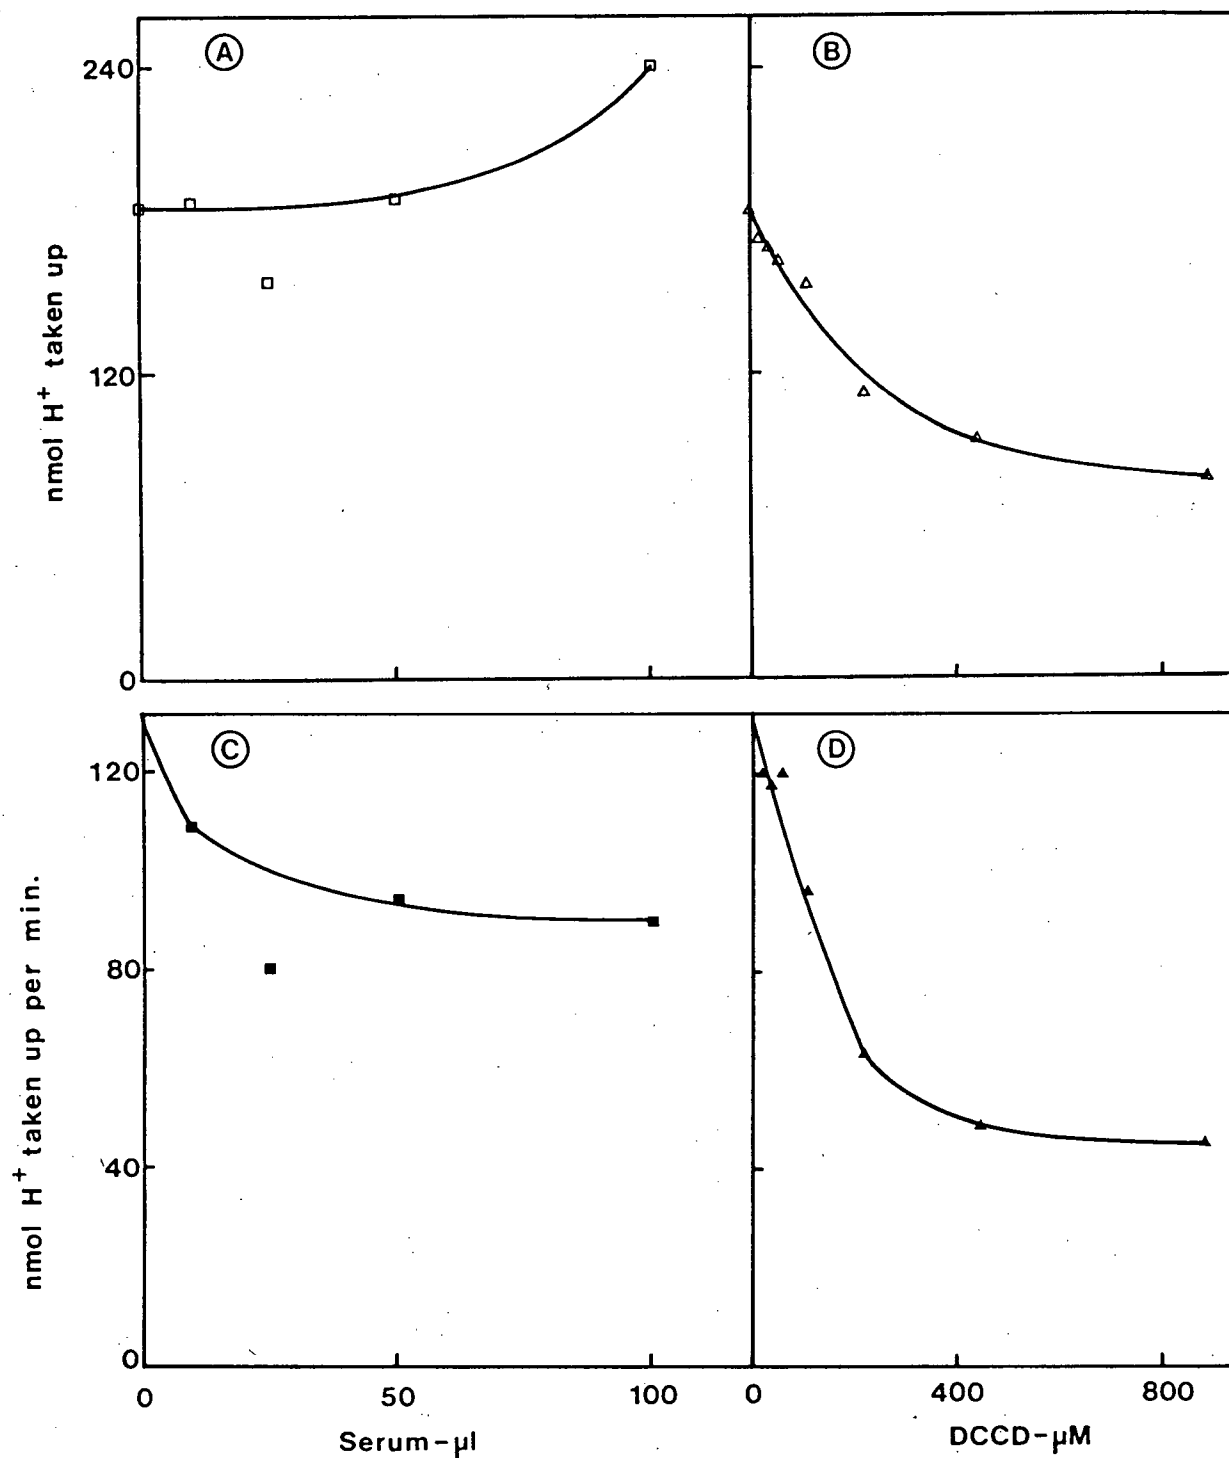 A
B
240
120
0
nmol H⁺ taken up
C
D
120
80
40
0
nmol H⁺ taken up per min.
0 50 100 0 400 800
Serum-µl DCCD-µM